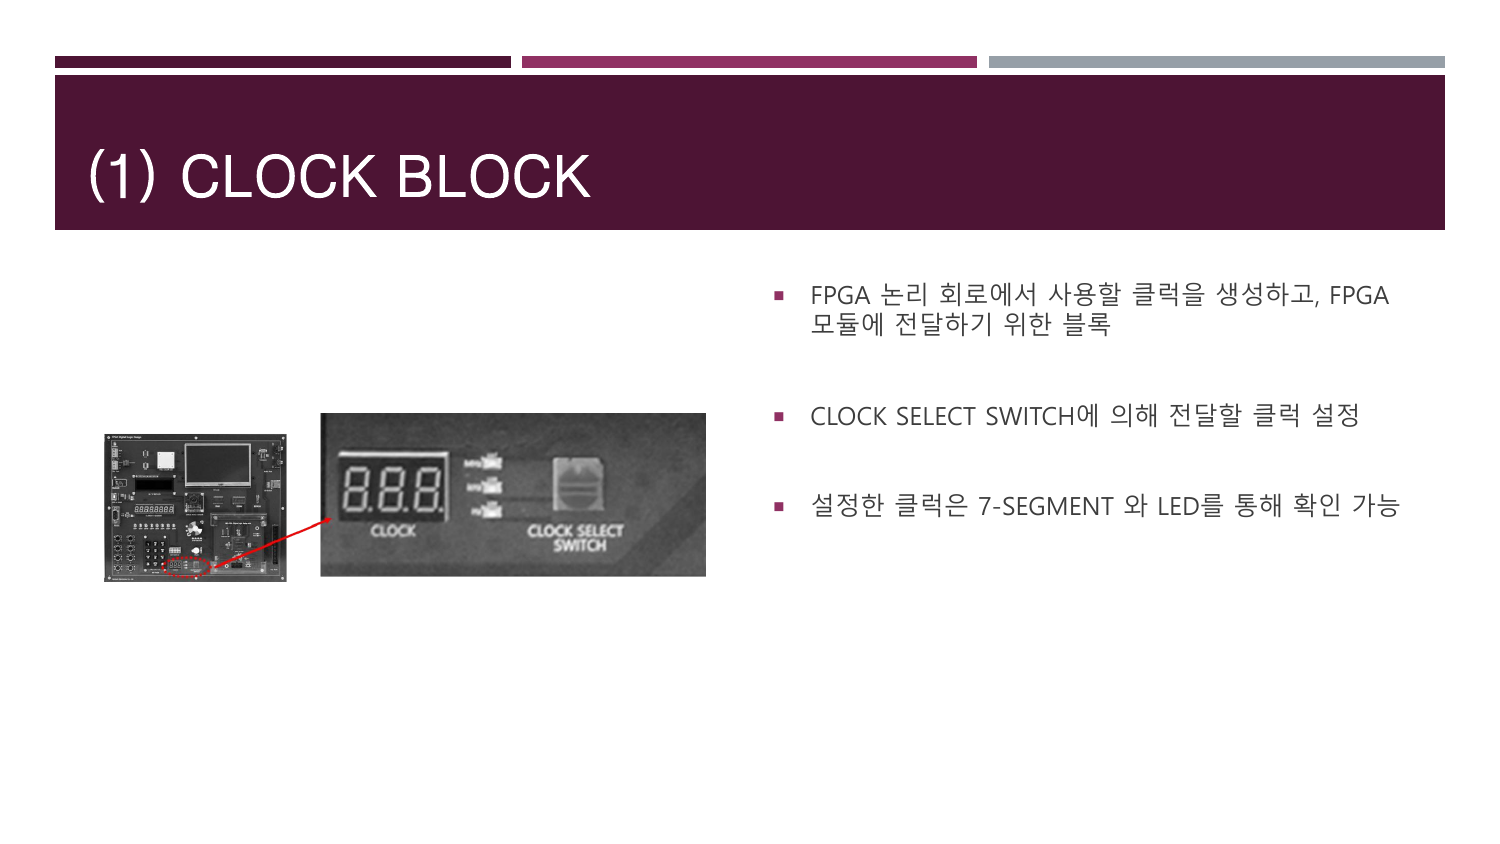 (1) CLOCK BLOCK
FPGA 논리 회로에서 사용할 클럭을 생성하고, FPGA
모듈에 전달하기 위한 블록
CLOCK SELECT SWITCH에 의해 전달할 클럭 설정
설정한 클럭은 7-SEGMENT 와 LED를 통해 확인 가능
8.8.8.
CLOCK
CLOCK SELECT
SWITCH